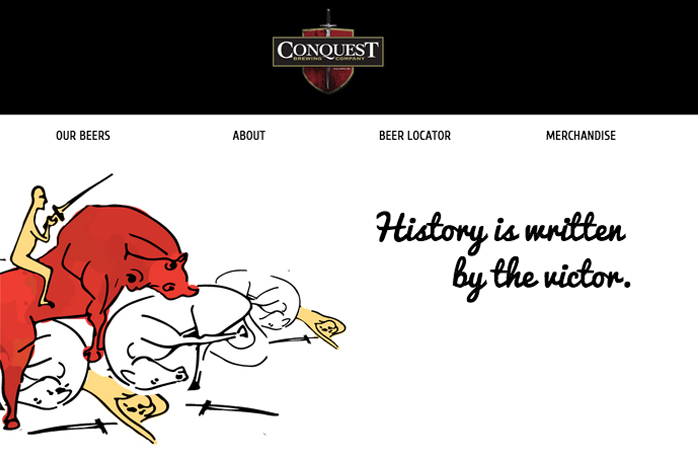 CONQUEST
BREWING COMPANY
OUR BEERS ABOUT BEER LOCATOR MERCHANDISE
History is written
by the victor.